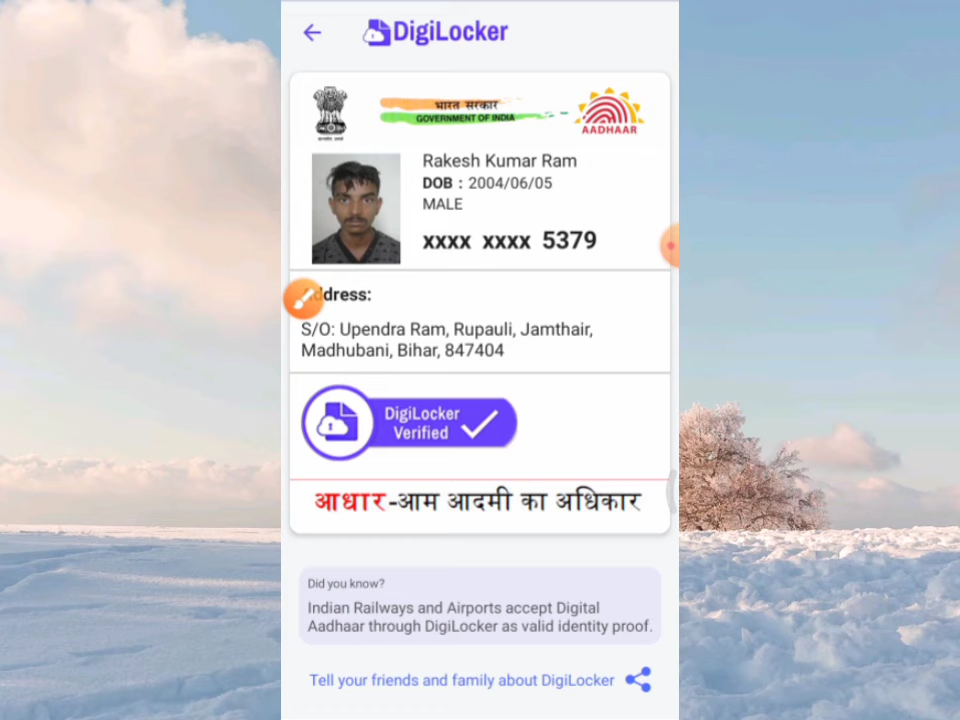 DigiLocker
भारत सरकार
GOVERNMENT OF INDIA
AADHAAR
Rakesh Kumar Ram
DOB : 2004/06/05
MALE
xxxx xxxx 5379
dress:
S/O: Upendra Ram, Rupauli, Jamthair,
Madhubani, Bihar, 847404
DigiLocker
Verified
आधार-आम आदमी का अधिकार
Did you know?
Indian Railways and Airports accept Digital
Aadhaar through DigiLocker as valid identity proof.
Tell your friends and family about DigiLocker